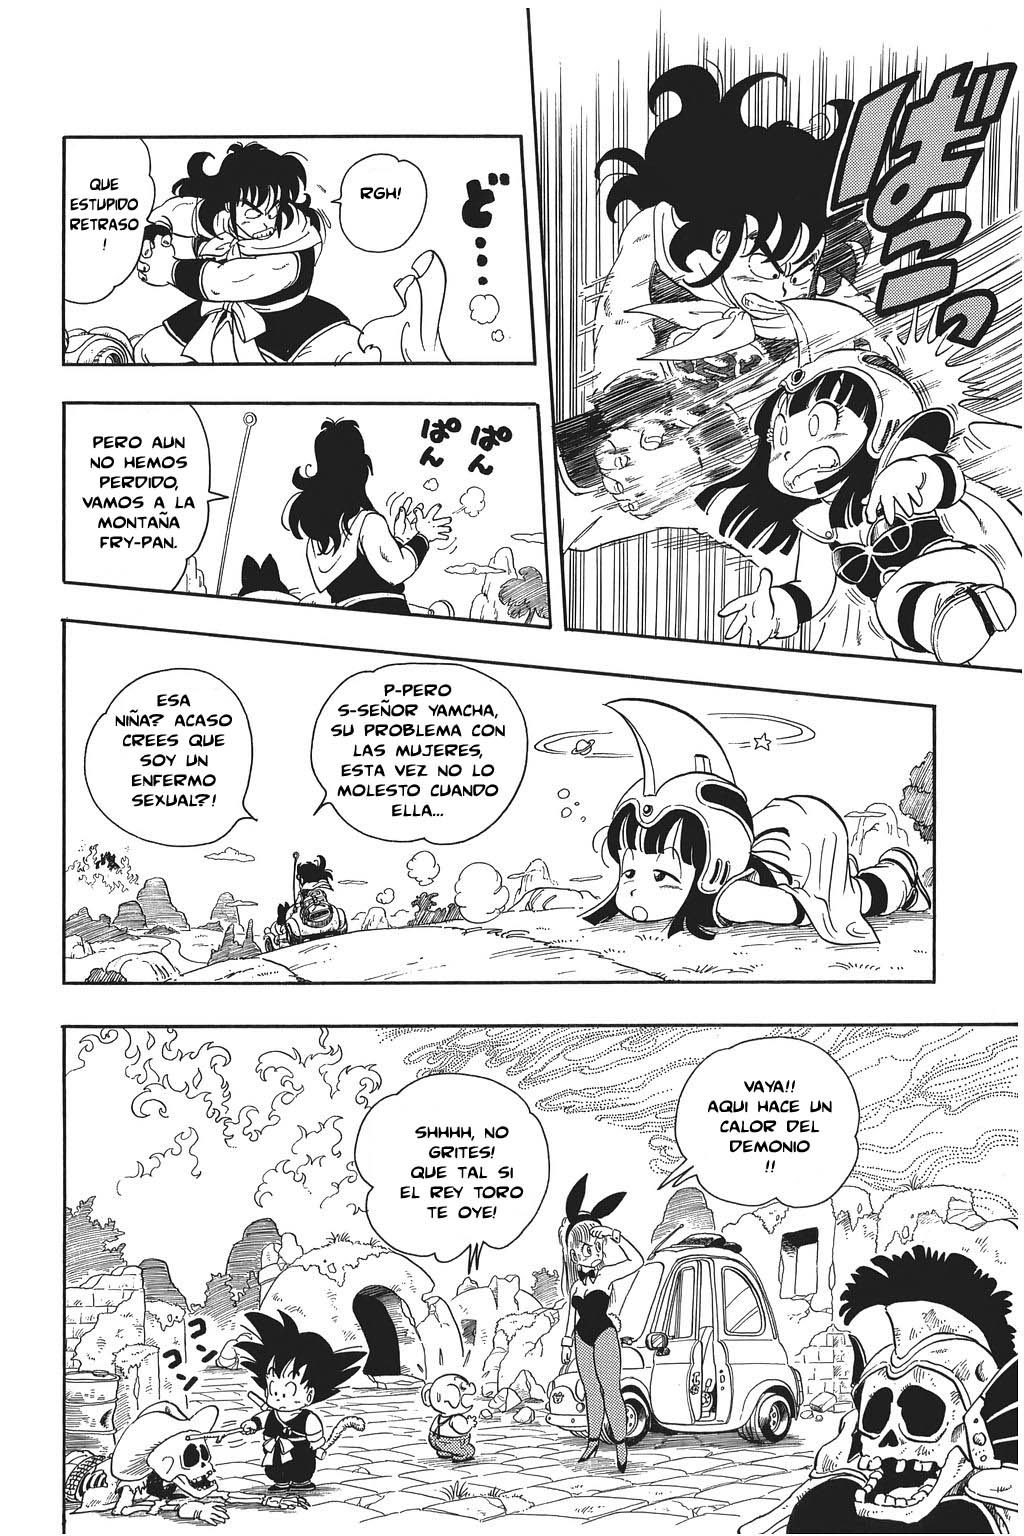 ばっっ
ど・・・・
RGH!
QUE
ESTUPIDO
RETRASO
!
ぱん
ぱん
PERO AUN
NO HEMOS
PERDIDO,
VAMOS A LA
MONTAÑA
FRY-PAN.
P-PERO
S-SEÑOR YAMCHA,
SU PROBLEMA CON
LAS MUJERES,
ESTA VEZ NO LO
MOLESTO CUANDO
ELLA...
ESA
NIÑA? ACASO
CREES QUE
SOY UN
ENFERMO
SEXUAL?!
VAYA!!
AQUI HACE UN
CALOR DEL
DEMONIO
!!
SHHHH, NO
GRITES!
QUE TAL SI
EL REY TORO
TE OYE!
コン
コン